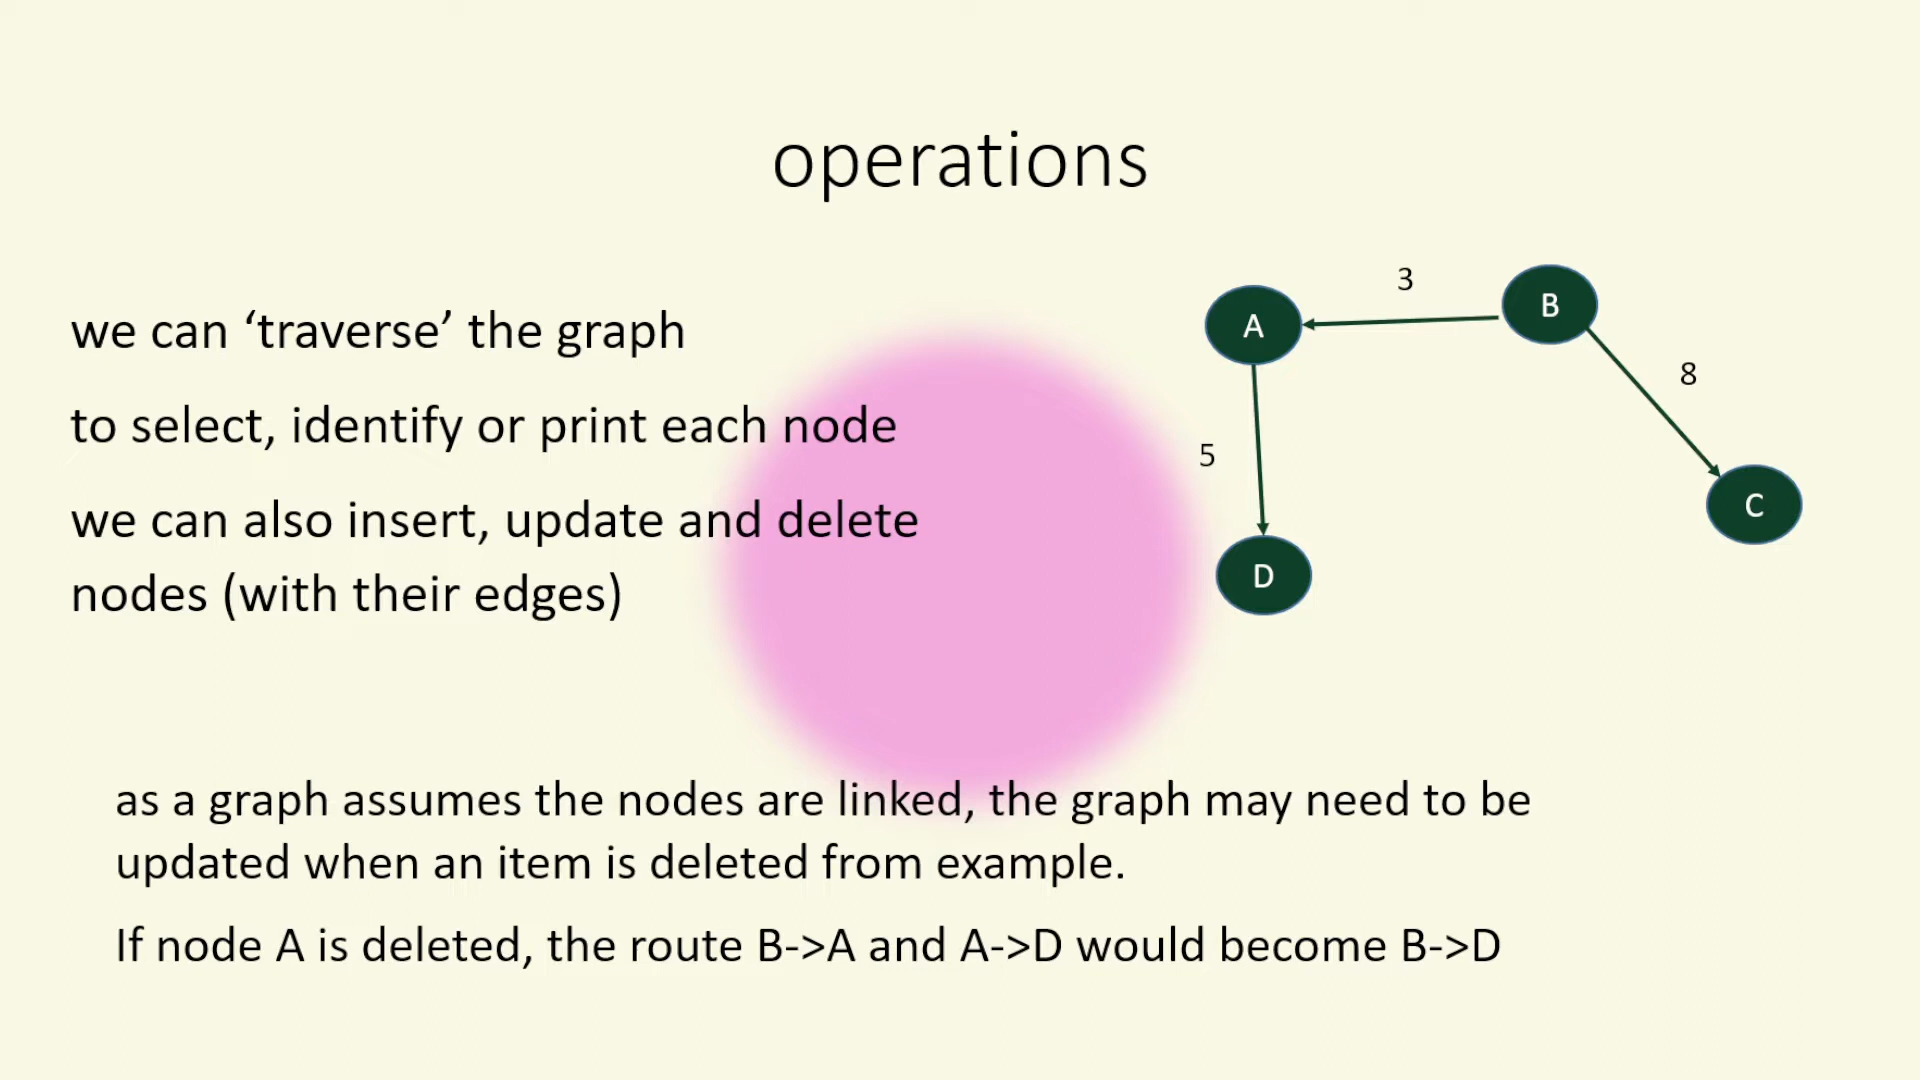 operations
we can ‘traverse’ the graph
to select, identify or print each node
we can also insert, update and delete
nodes (with their edges)
3
B
A
8
5
C
D
as a graph assumes the nodes are linked, the graph may need to be
updated when an item is deleted from example.
If node A is deleted, the route B->A and A->D would become B->D